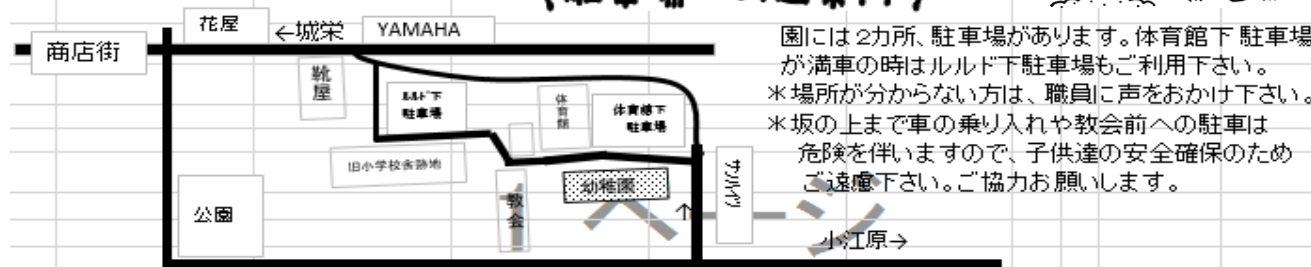 花屋
←城栄
YAMAHA
商店街
靴屋
ルルド下
駐車場
体育館
体育館下
駐車場
旧小学校舎跡地
教会
幼稚園
公園
↑
小江原→
1ページ
園には2カ所、駐車場があります。体育館下 駐車場
が満車の時はルルド下駐車場もご利用下さい。
＊場所が分からない方は、職員に声をおかけ下さい。
＊坂の上まで車の乗り入れや教会前への駐車は
危険を伴いますので、子供達の安全確保のため
ご遠慮下さい。ご協力お願いします。